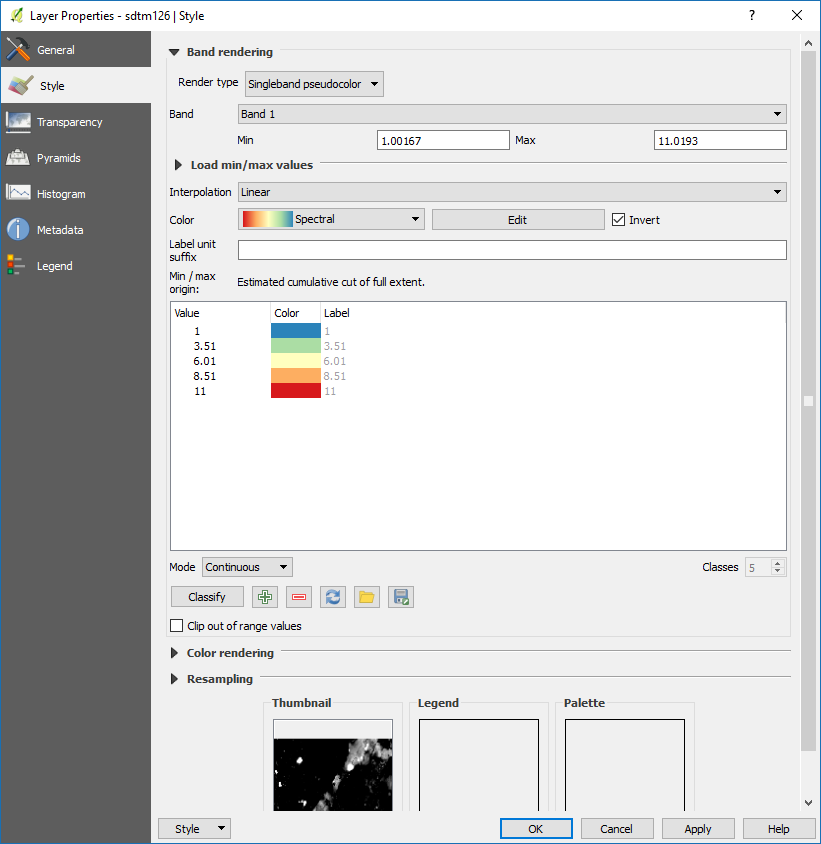 Layer Properties - sdtm126 | Style
General
Style
Transparency
Pyramids
Histogram
Metadata
Legend
Band rendering
Render type Singleband pseudocolor
Band Band 1
Min 1.00167 Max 11.0193
Load min/max values
Interpolation Linear
Color Spectral Edit Invert
Label unit
suffix
Min / max
origin: Estimated cumulative cut of full extent.
Value Color Label
1 1
3.51 3.51
6.01 6.01
8.51 8.51
11 11
Mode Continuous Classes 5
Classify
Clip out of range values
Color rendering
Resampling
Thumbnail Legend Palette
Style OK Cancel Apply Help